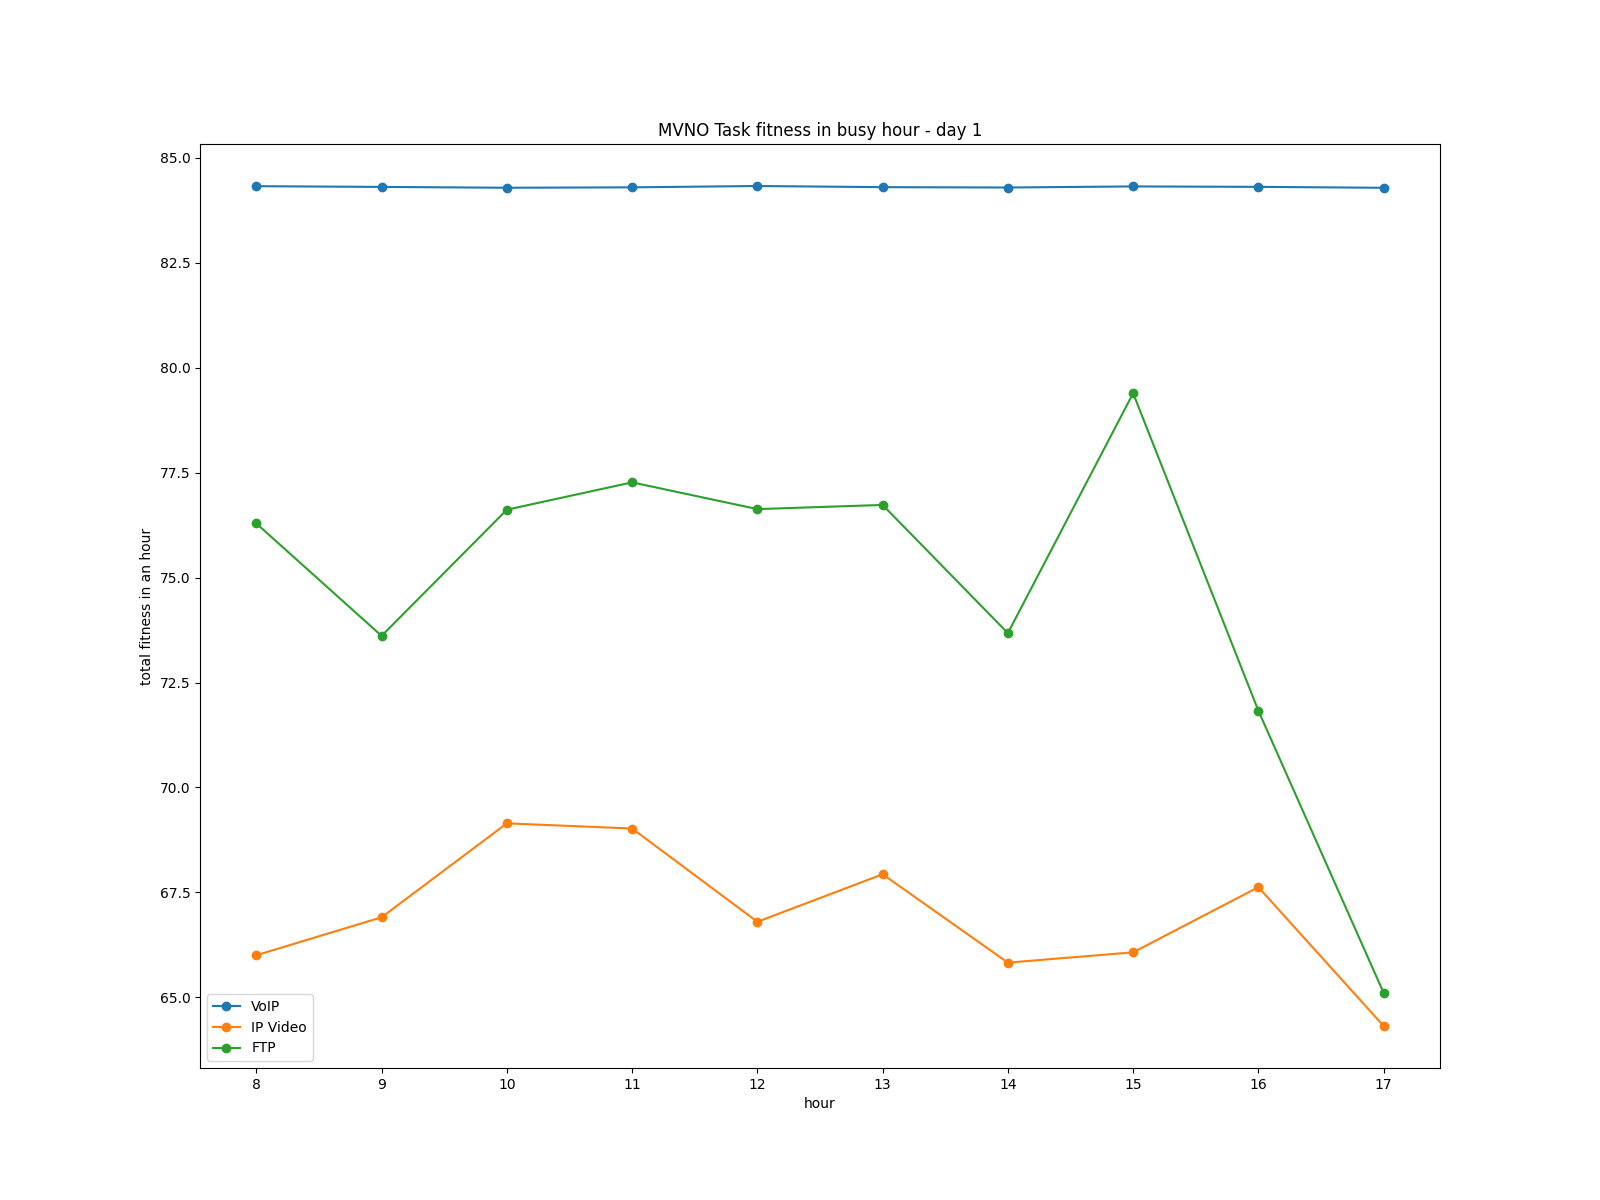 MVNO Task fitness in busy hour - day 1
total fitness in an hour
85.0
82.5
80.0
77.5
75.0
72.5
70.0
67.5
65.0
VoIP
IP Video
FTP
8 9 10 11 12 13 14 15 16 17
hour